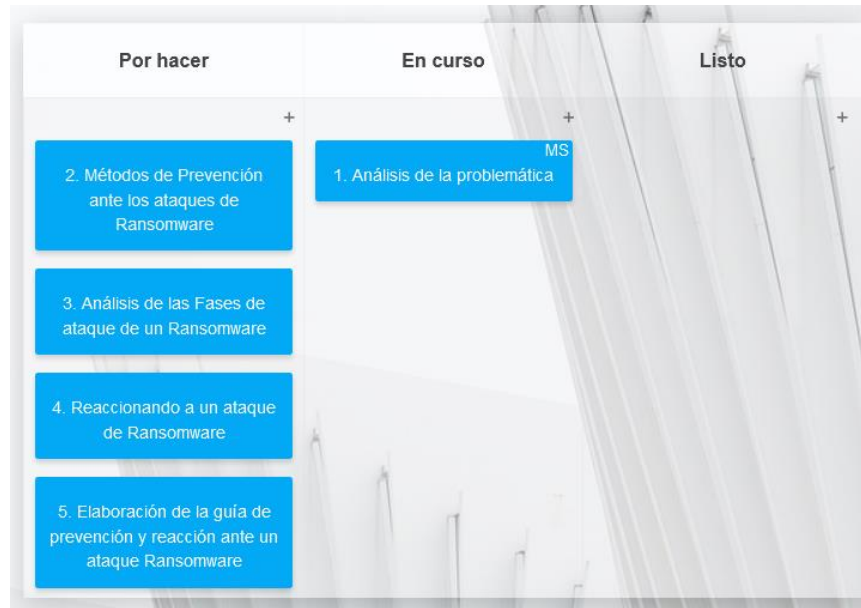 Por hacer
En curso
Listo
+
+
+
2. Métodos de Prevención
ante los ataques de
Ransomware
3. Análisis de las Fases de
ataque de un Ransomware
4. Reaccionando a un ataque
de Ransomware
5. Elaboración de la guía de
prevención y reacción ante un
ataque Ransomware
MS
1. Análisis de la problemática